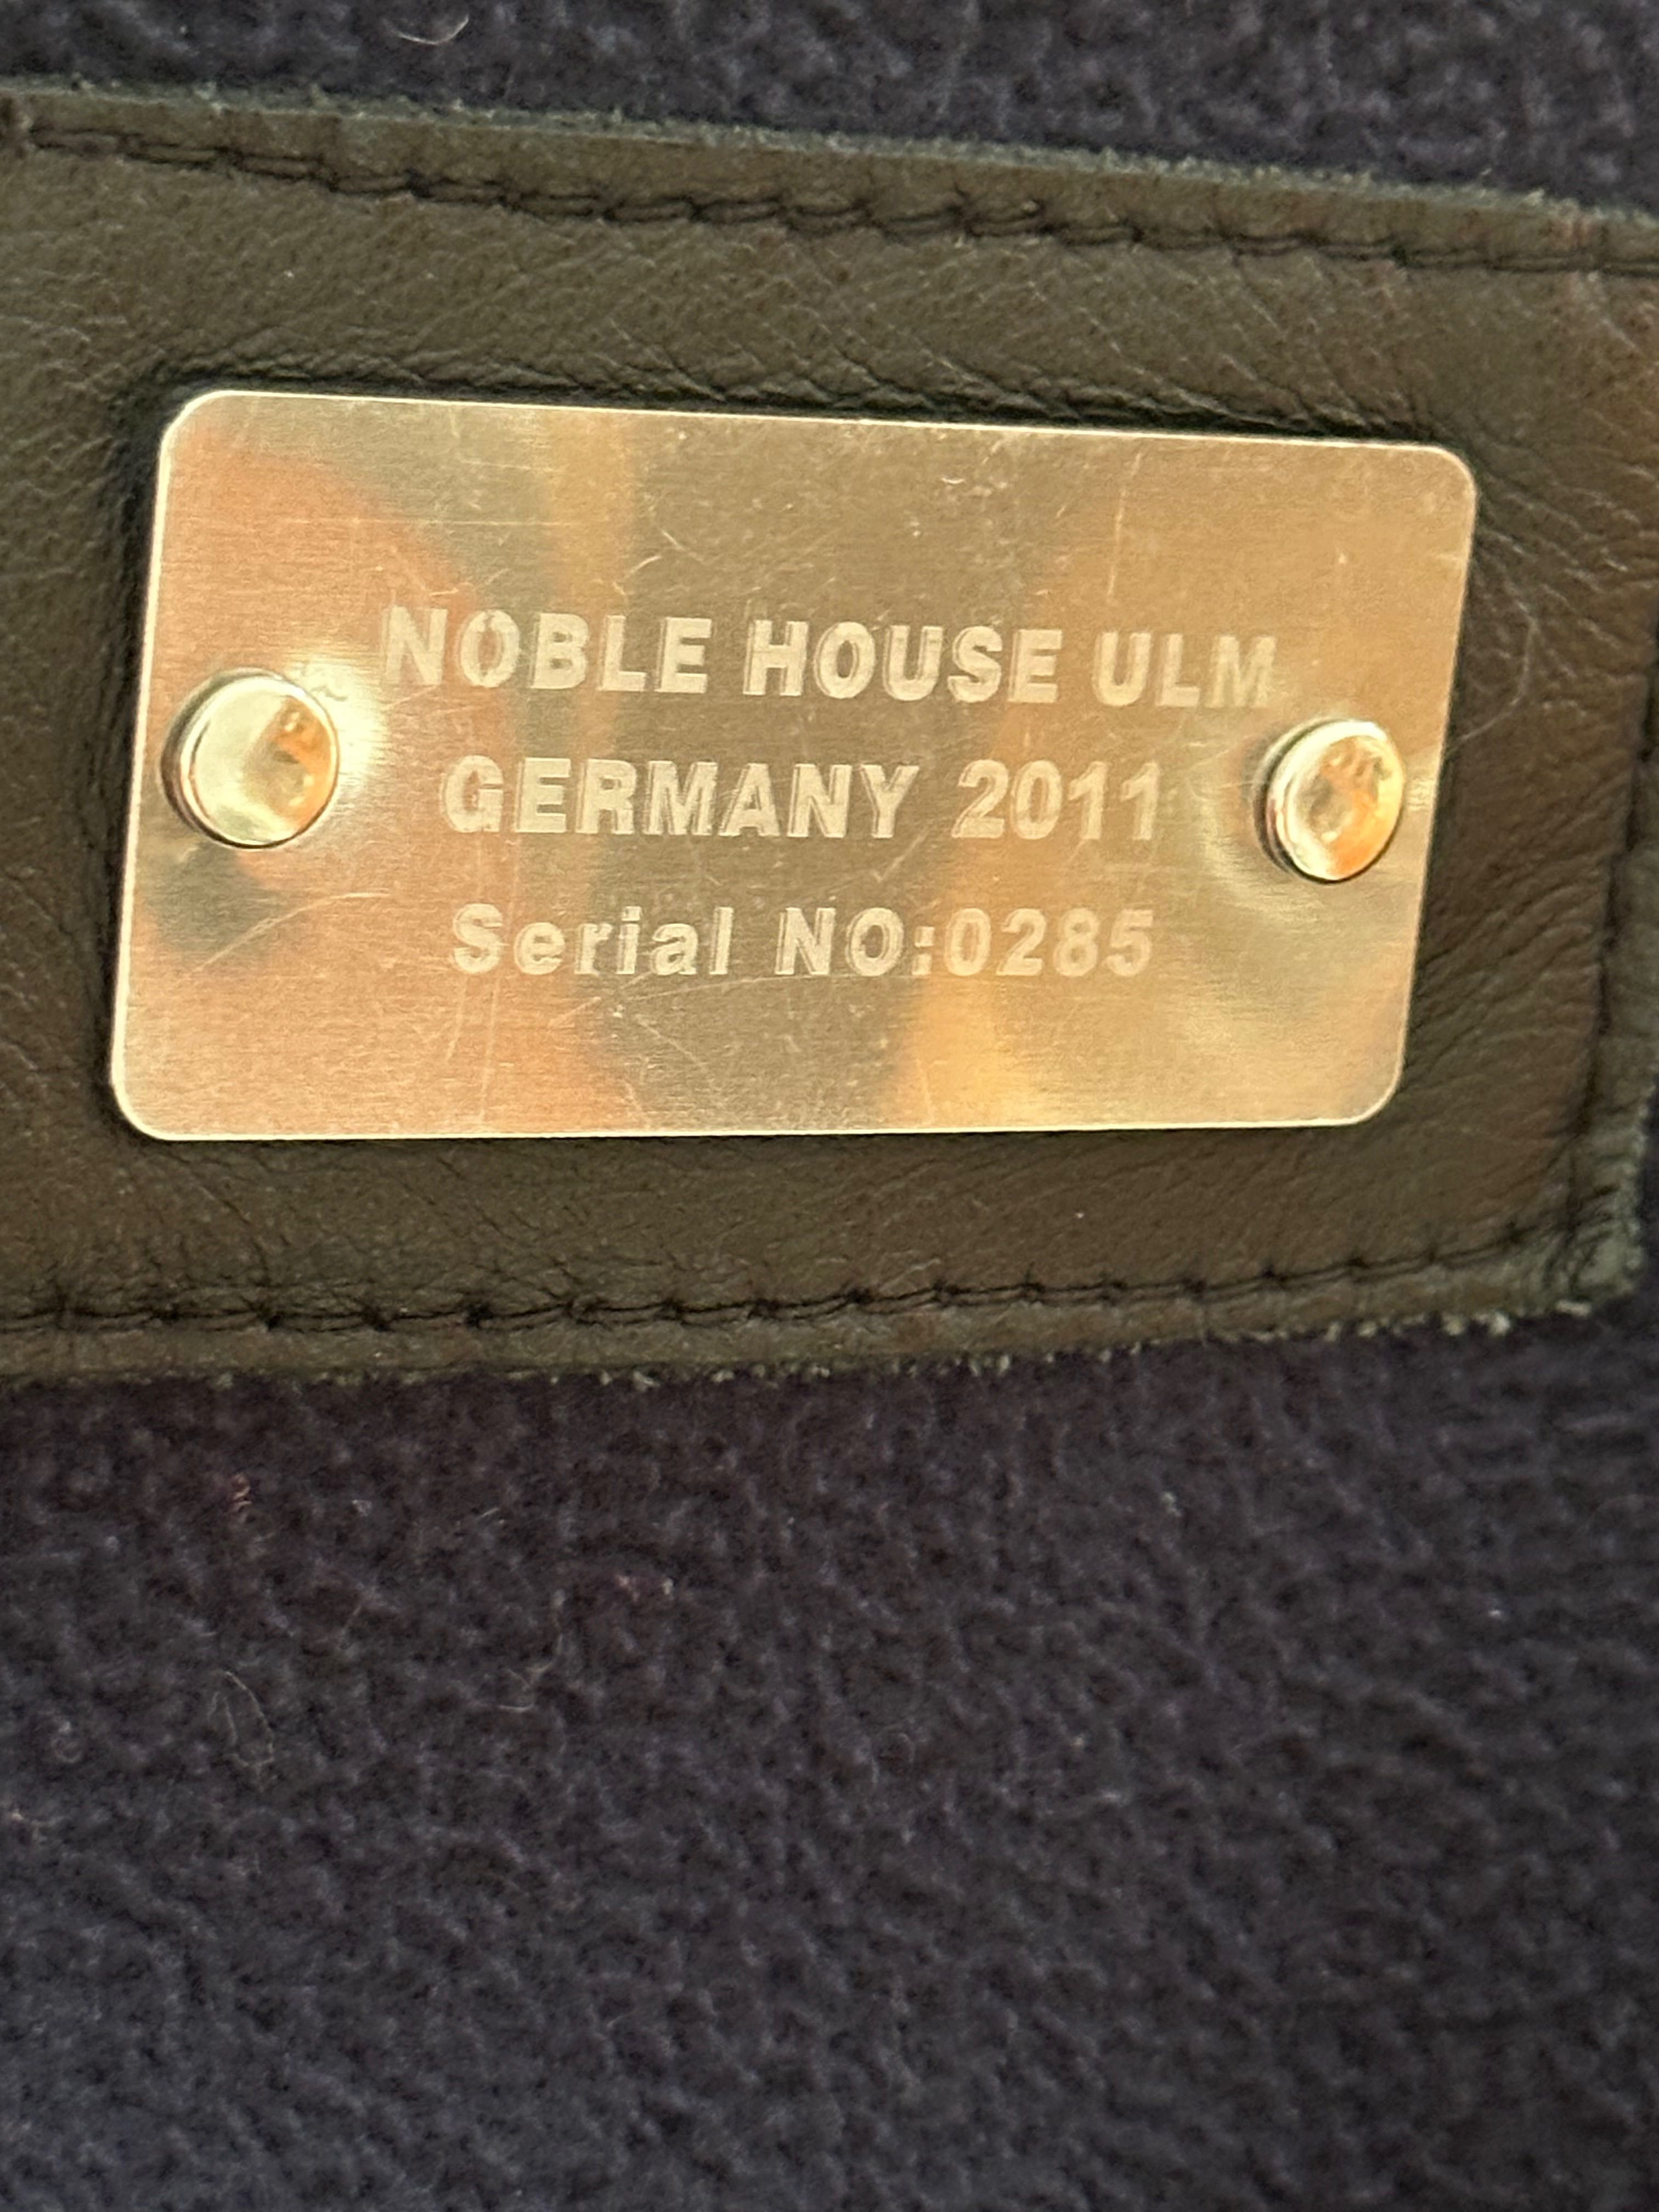 NOBLE HOUSE ULM
GERMANY 2011
Serial NO:0285